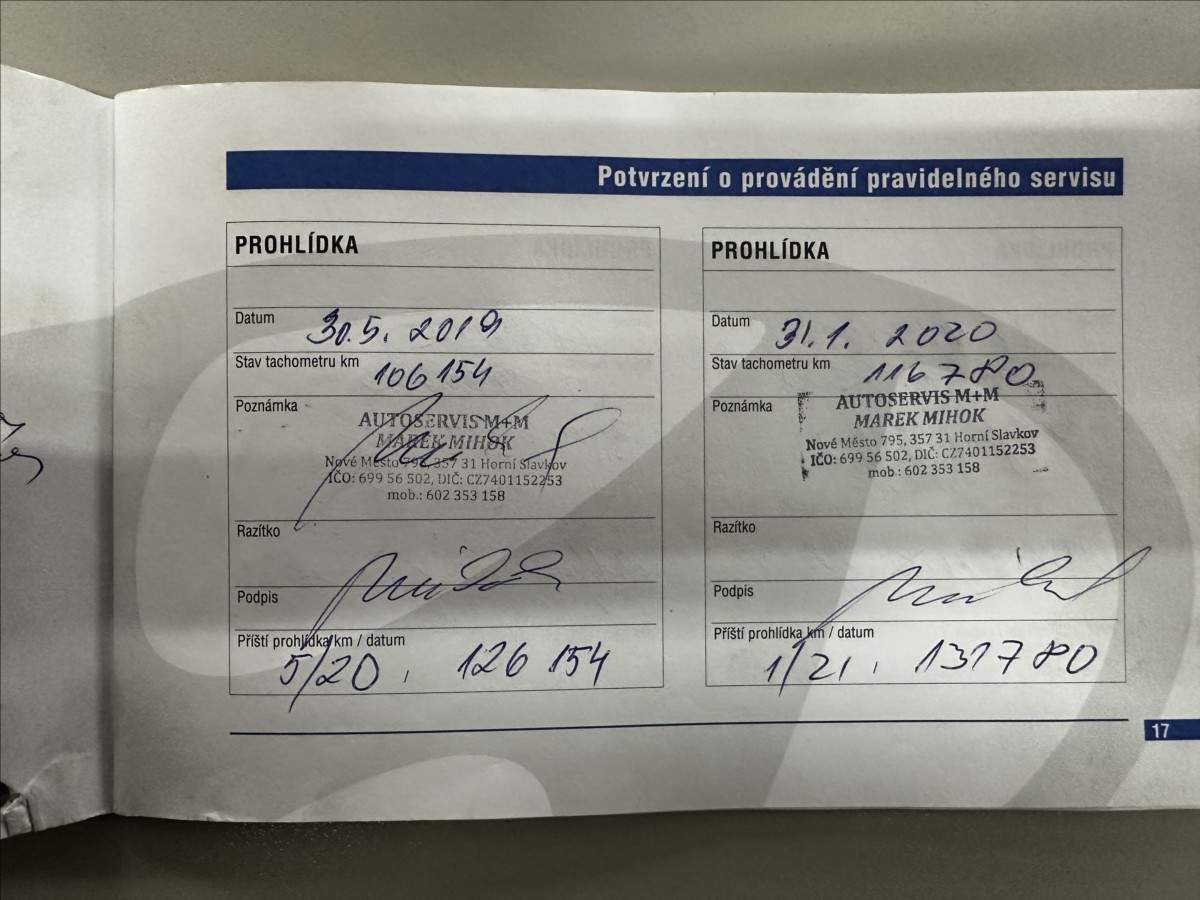 Potvrzení o provádění pravidelného servisu
PROHLÍDKA
Datum 30.5. 2019
Stav tachometru km 106 154
Poznámka
AUTOSERVIS M+M
MAREK MIHOK
Nové Město 795, 357 31 Horní Slavkov
IČO: 699 56 502, DIČ: CZ7401152253
mob.: 602 353 158
Razítko
Podpis
Příští prohlídka km / datum
5/20, 126 154
PROHLÍDKA
Datum 31.1. 2020
Stav tachometru km 116 780
Poznámka
AUTOSERVIS M+M
MAREK MIHOK
Nové Město 795, 357 31 Horní Slavkov
IČO: 699 56 502, DIČ: CZ7401152253
mob.: 602 353 158
Razítko
Podpis
Příští prohlídka km / datum
1/21, 131780
17